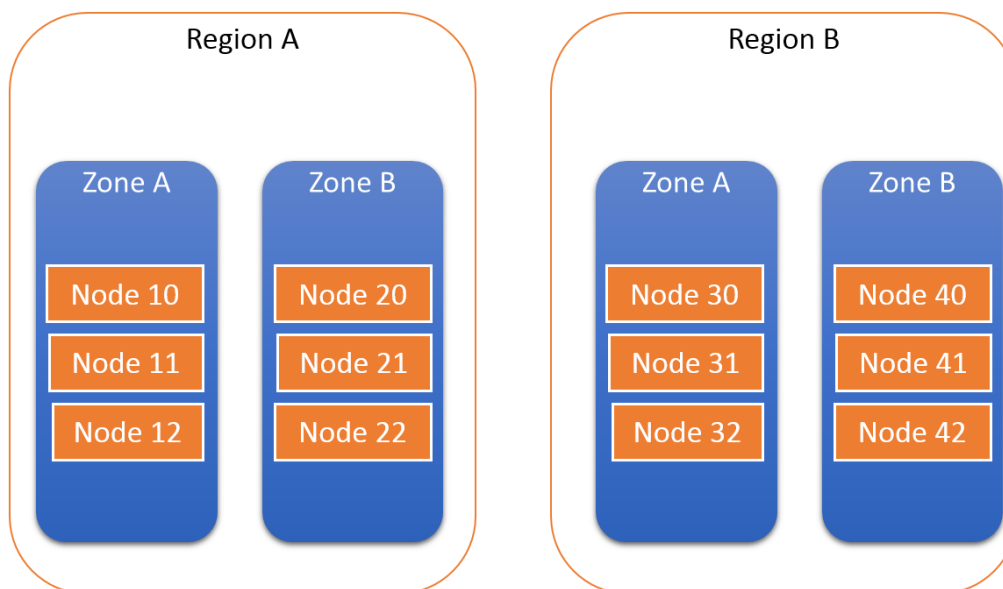 Region A
Zone A
Node 10
Node 11
Node 12
Zone B
Node 20
Node 21
Node 22
Region B
Zone A
Node 30
Node 31
Node 32
Zone B
Node 40
Node 41
Node 42